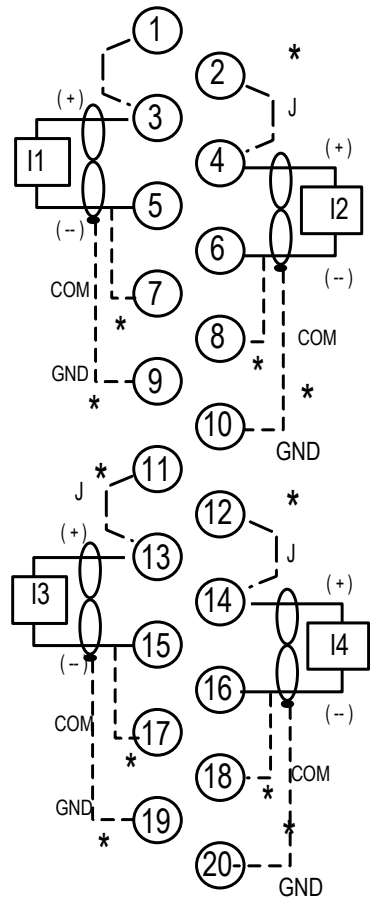 1
2
*
3
J
(+)
4
(+)
I1
5
I2
(--)
6
(--)
COM
7
*
8
COM
*
GND
9
*
*
10
GND
11
*
J
12
*
(+)
13
J
14
(+)
I3
15
I4
(--)
16
(--)
COM
17
*
18
COM
*
GND
19
*
*
20
GND